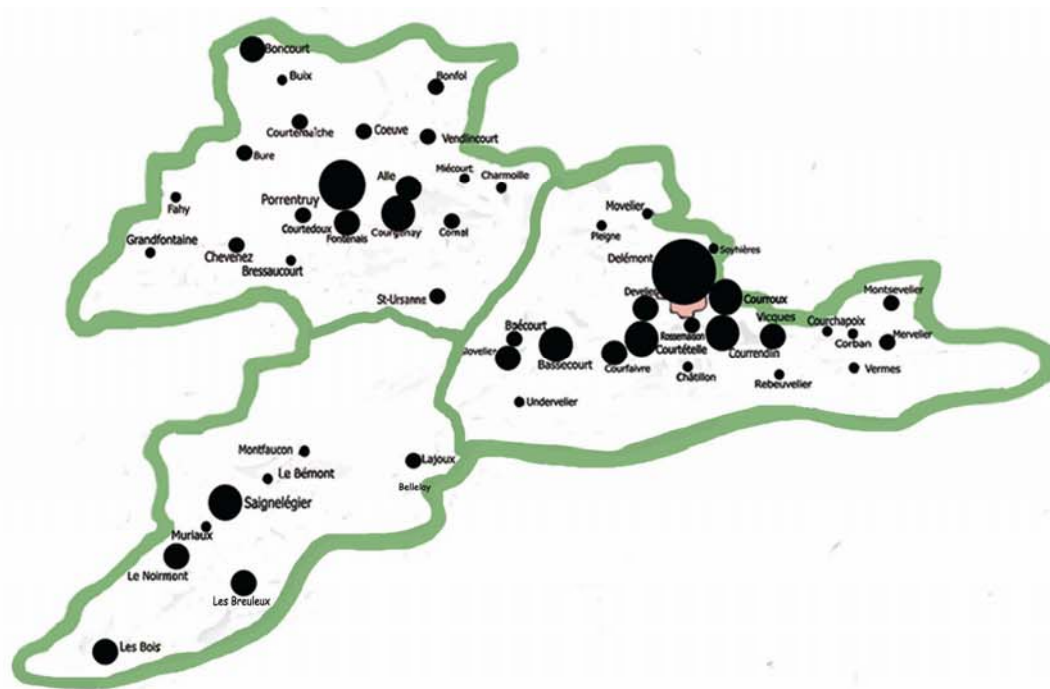 Boncourt
Buix
Bonfol
Courtemaîche
Coeuve
Vendlincourt
Bure
Miécourt
Charmoille
Alle
Porrentruy
Fahy
Courtedoux
Fontenais
Courgenay
Cornol
Grandfontaine
Chevenez
Bressaucourt
St-Ursanne
Movelier
Pleigne
Soyhières
Delémont
Develier
Courroux
Montsevelier
Vicques
Courchapoix
Rossemaison
Corban
Mervelier
Boécourt
Glovelier
Bassecourt
Courfaivre
Courtételle
Courrendin
Châtillon
Rebeuvelier
Vermes
Undervelier
Montfaucon
Lajoux
Le Bémont
Bellelay
Saignelégier
Muriaux
Le Noirmont
Les Breuleux
Les Bois